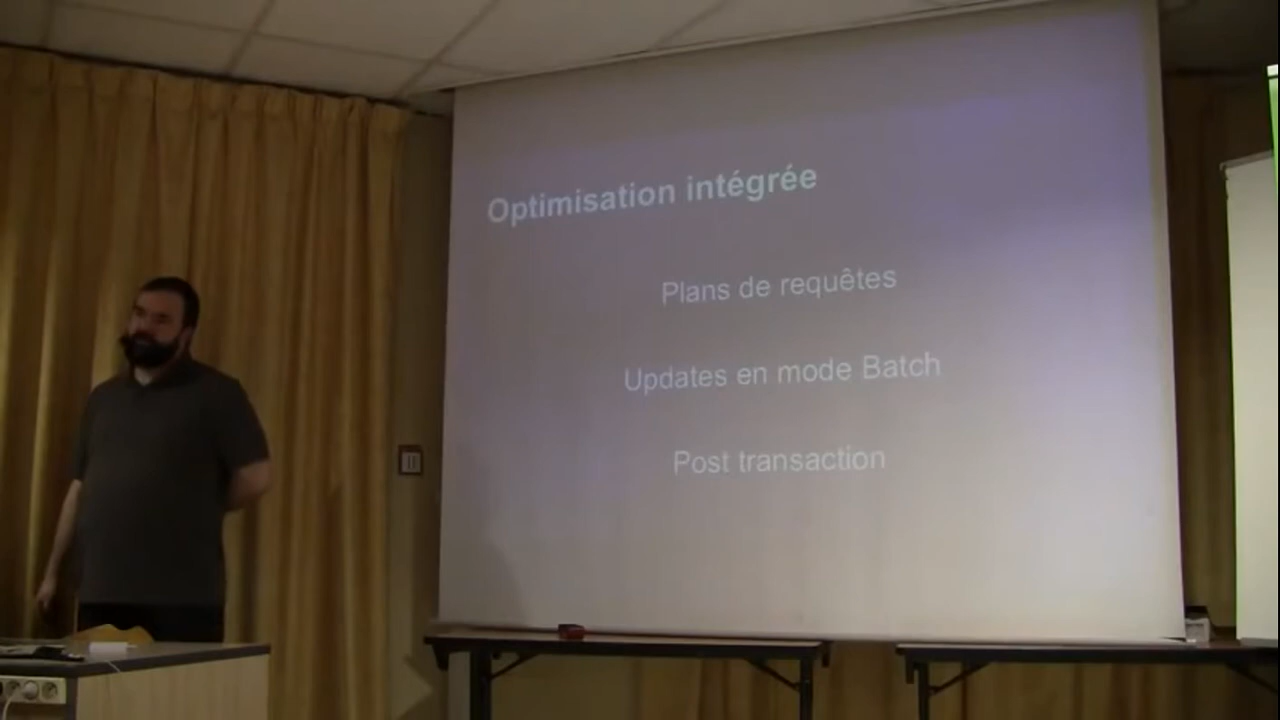 Optimisation intégrée
Plans de requêtes
Updates en mode Batch
Post transaction